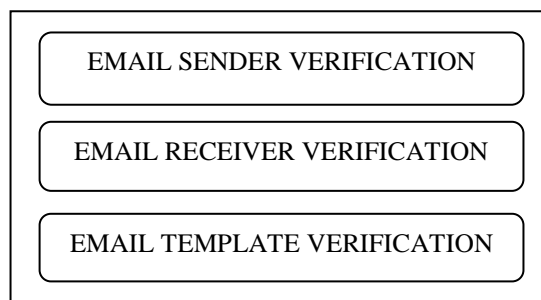 EMAIL SENDER VERIFICATION
EMAIL RECEIVER VERIFICATION
EMAIL TEMPLATE VERIFICATION